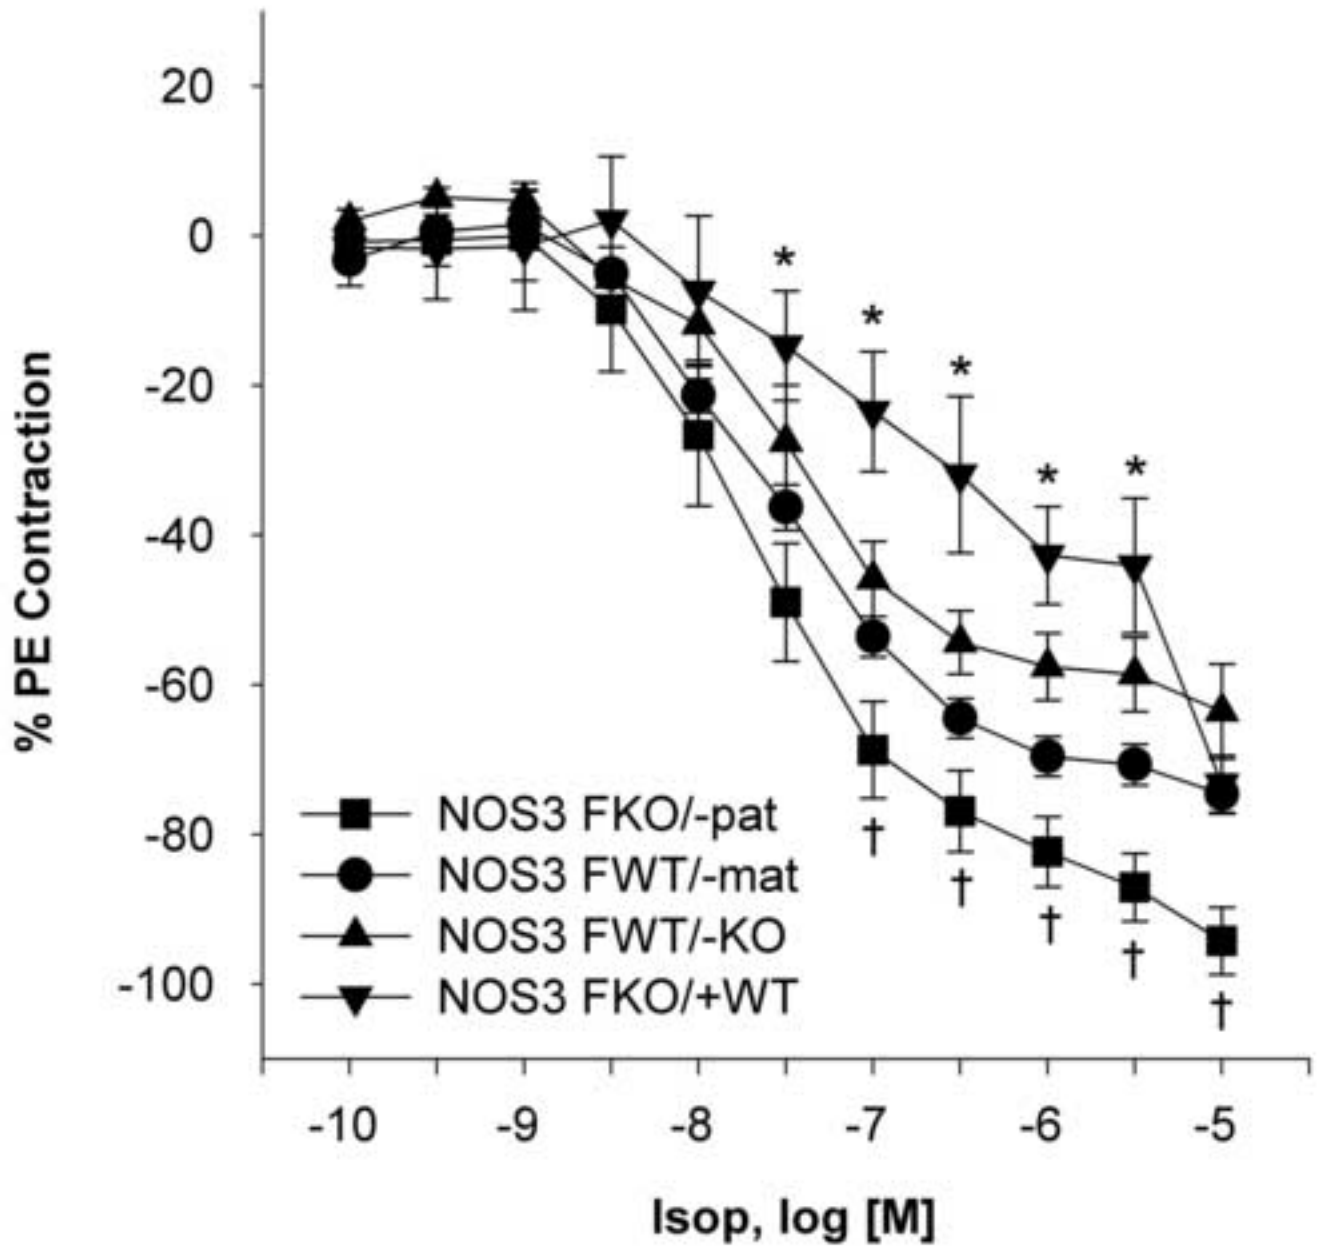 20
0
-20
-40
-60
-80
-100
% PE Contraction
* * * * *
† † † † †
NOS3 FKO/-pat
NOS3 FWT/-mat
NOS3 FWT/-KO
NOS3 FKO/+WT
-10 -9 -8 -7 -6 -5
Isop, log [M]